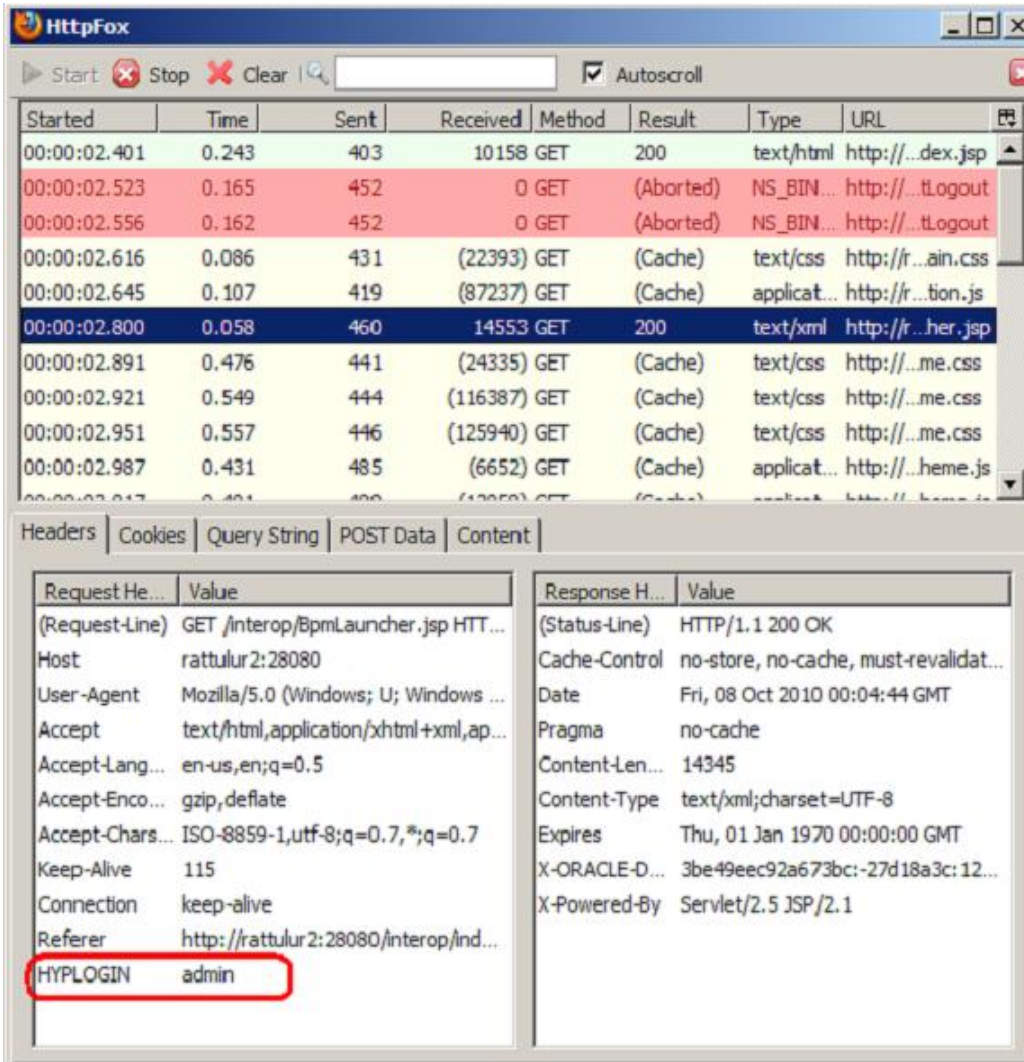 HttpFox
Start Stop Clear Autoscroll
Started Time Sent Received Method Result Type URL
00:00:02.401 0.243 403 10158 GET 200 text/html http://...dex.jsp
00:00:02.523 0.165 452 0 GET (Aborted) NS_BIN... http://...tLogout
00:00:02.556 0.162 452 0 GET (Aborted) NS_BIN... http://...tLogout
00:00:02.616 0.086 431 (22393) GET (Cache) text/css http://r...ain.css
00:00:02.645 0.107 419 (87237) GET (Cache) applicat... http://r...tion.js
00:00:02.800 0.058 460 14553 GET 200 text/xml http://r...her.jsp
00:00:02.891 0.476 441 (24335) GET (Cache) text/css http://...me.css
00:00:02.921 0.549 444 (116387) GET (Cache) text/css http://...me.css
00:00:02.951 0.557 446 (125940) GET (Cache) text/css http://...me.css
00:00:02.987 0.431 485 (6652) GET (Cache) applicat... http://...heme.js
Headers Cookies Query String POST Data Content
Request He... Value
(Request-Line) GET /interop/BpmLauncher.jsp HTT...
Host rattulur2:28080
User-Agent Mozilla/5.0 (Windows; U; Windows ...
Accept text/html,application/xhtml+xml,ap...
Accept-Lang... en-us,en;q=0.5
Accept-Enco... gzip,deflate
Accept-Chars... ISO-8859-1,utf-8;q=0.7,*;q=0.7
Keep-Alive 115
Connection keep-alive
Referer http://rattulur2:28080/interop/ind...
HYPLOGIN admin
Response H... Value
(Status-Line) HTTP/1.1 200 OK
Cache-Control no-store, no-cache, must-revalidat...
Date Fri, 08 Oct 2010 00:04:44 GMT
Pragma no-cache
Content-Len... 14345
Content-Type text/xml;charset=UTF-8
Expires Thu, 01 Jan 1970 00:00:00 GMT
X-ORACLE-D... 3be49eec92a673bc:-27d18a3c:12...
X-Powered-By Servlet/2.5 JSP/2.1